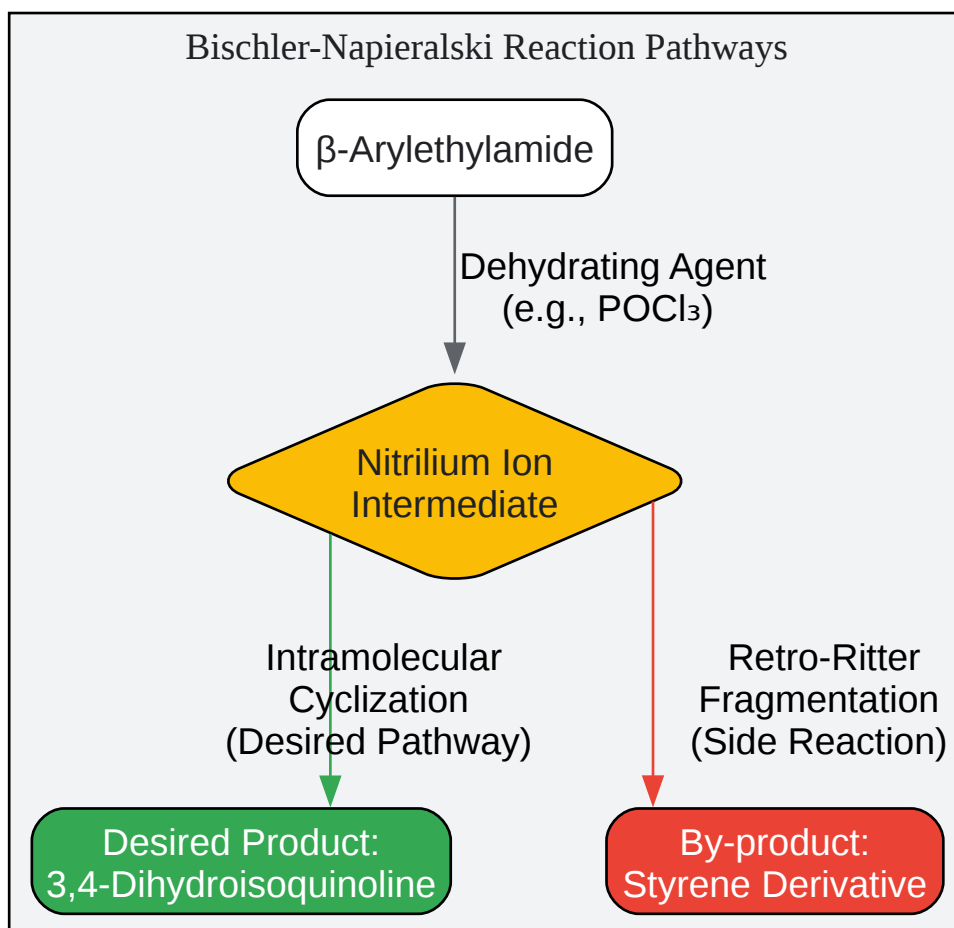 Bischler-Napieralski Reaction Pathways
β-Arylethylamide
Dehydrating Agent
(e.g., POCl₃)
Nitrilium Ion
Intermediate
Intramolecular
Cyclization
(Desired Pathway)
Retro-Ritter
Fragmentation
(Side Reaction)
Desired Product:
3,4-Dihydroisoquinoline
By-product:
Styrene Derivative